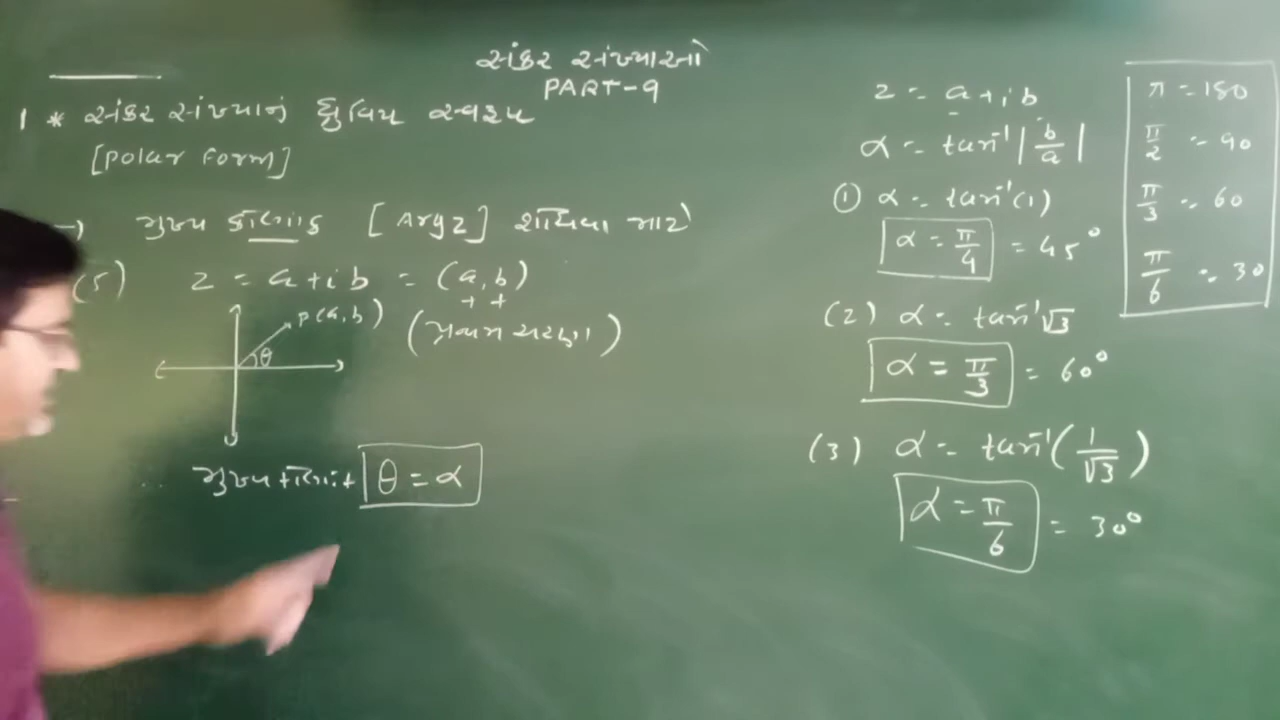 સંકર સંખ્યાઓ
PART-9
1 * સંકર સંખ્યાનું ધ્રુવિય સ્વરૂપ
[Polar Form]
→ મુખ્ય કોણાંક [Arg z] શોધવા માટે
(5) z = a+ib = (a,b)
+ +
P(a,b)
(પ્રથમ ચરણ)
θ
∴ મુખ્ય કોણાંક θ = α
z = a+ib
α = tan⁻¹|b/a|
① α = tan⁻¹(1)
α = π/4 = 45°
(2) α = tan⁻¹√3
α = π/3 = 60°
(3) α = tan⁻¹(1/√3)
α = π/6 = 30°
π = 180
π/2 = 90
π/3 = 60
π/6 = 30